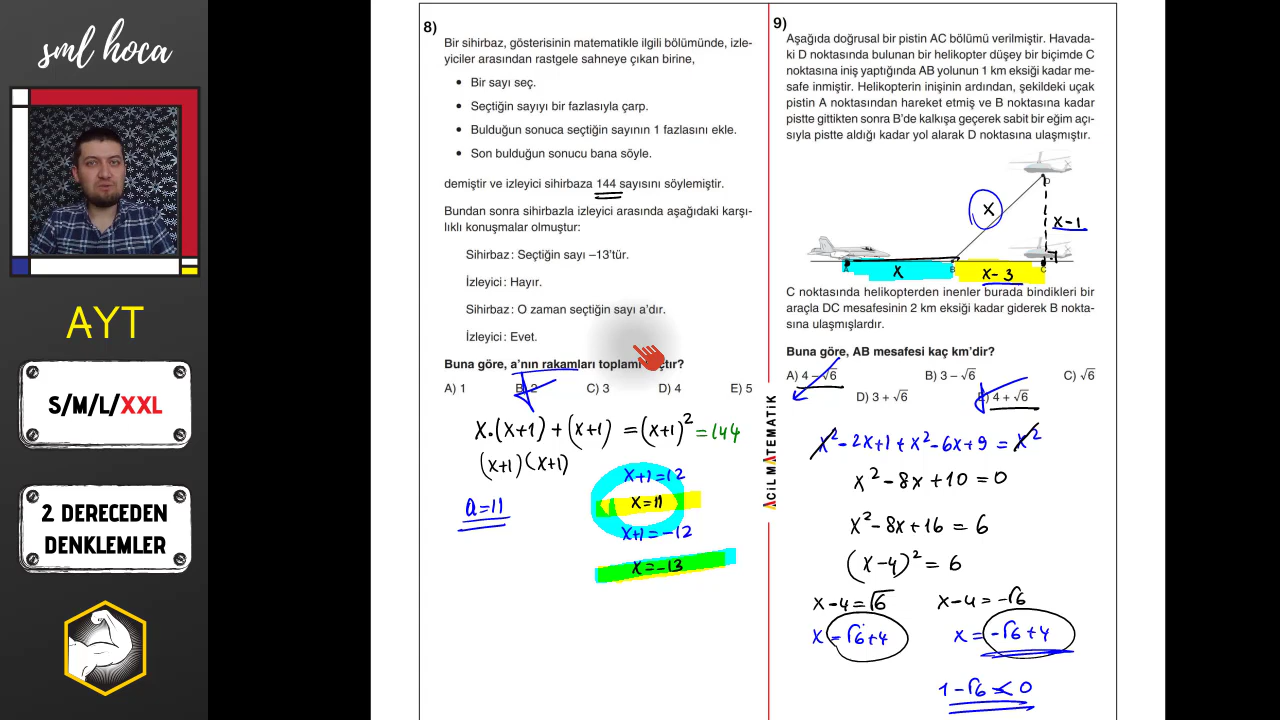 sml hoca
AYT
S/M/L/XXL
2. DERECEDEN
DENKLEMLER
8)
Bir sihirbaz, gösterisinin matematikle ilgili bölümünde, izle-
yiciler arasından rastgele sahneye çıkan birine,
• Bir sayı seç.
• Seçtiğin sayıyı bir fazlasıyla çarp.
• Bulduğun sonuca seçtiğin sayının 1 fazlasını ekle.
• Son bulduğun sonucu bana söyle.
demiştir ve izleyici sihirbaza 144 sayısını söylemiştir.
Bundan sonra sihirbazla izleyici arasında aşağıdaki karşı-
lıklı konuşmalar olmuştur:
Sihirbaz : Seçtiğin sayı –13'tür.
İzleyici : Hayır.
Sihirbaz : O zaman seçtiğin sayı a'dır.
İzleyici : Evet.
Buna göre, a'nın rakamları toplamı kaçtır?
A) 1 B) 2 C) 3 D) 4 E) 5
x.(x+1) + (x+1) = (x+1)² = 144
(x+1)(x+1)
x+1=12
a=11
x=11
x+1=-12
x=-13
9)
Aşağıda doğrusal bir pistin AC bölümü verilmiştir. Havada-
ki D noktasında bulunan bir helikopter düşey bir biçimde C
noktasına iniş yaptığında AB yolunun 1 km eksiği kadar me-
safe inmiştir. Helikopterin inişinin ardından, şekildeki uçak
pistin A noktasından hareket etmiş ve B noktasına kadar
pistte gittikten sonra B'de kalkışa geçerek sabit bir eğim açı-
sıyla pistte aldığı kadar yol alarak D noktasına ulaşmıştır.
D
x
x-1
A B C
x x-3
C noktasında helikopterden inenler burada bindikleri bir
araçla DC mesafesinin 2 km eksiği kadar giderek B nokta-
sına ulaşmışlardır.
Buna göre, AB mesafesi kaç km'dir?
A) 4 – √6 B) 3 – √6 C) √6
D) 3 + √6 E) 4 + √6
x² - 2x+1 + x² - 6x+9 = x²
x² - 8x + 10 = 0
x² - 8x + 16 = 6
(x-4)² = 6
x-4=√6 x-4=-√6
x=√6+4 x=-√6+4
1-√6 < 0
ACİL MATEMATİK